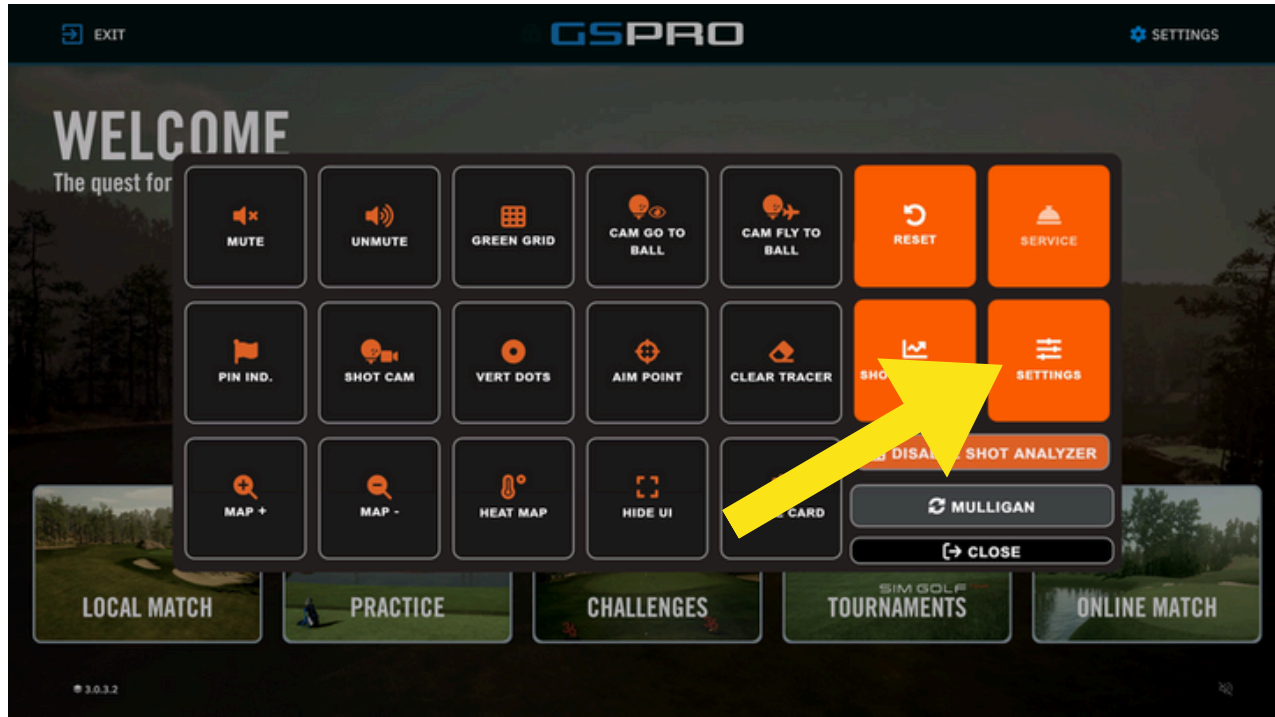 EXIT
GSPRO
SETTINGS
WELCOME
The quest for
MUTE
UNMUTE
GREEN GRID
CAM GO TO
BALL
CAM FLY TO
BALL
RESET
SERVICE
PIN IND.
SHOT CAM
VERT DOTS
AIM POINT
CLEAR TRACER
SETTINGS
SHOT ANALYZER
MAP +
MAP -
HEAT MAP
HIDE UI
CARD
MULLIGAN
CLOSE
LOCAL MATCH
PRACTICE
CHALLENGES
SIM GOLF
TOURNAMENTS
ONLINE MATCH
3.0.3.2